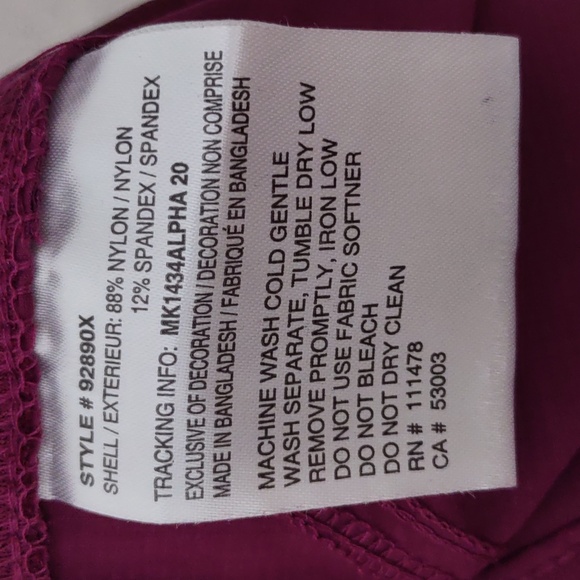 STYLE # 92890X
SHELL / EXTERIEUR: 88% NYLON / NYLON
12% SPANDEX / SPANDEX
TRACKING INFO: MK1434ALPHA 20
EXCLUSIVE OF DECORATION / DECORATION NON COMPRISE
MADE IN BANGLADESH / FABRIQUÉ EN BANGLADESH
MACHINE WASH COLD GENTLE
WASH SEPARATE, TUMBLE DRY LOW
REMOVE PROMPTLY, IRON LOW
DO NOT USE FABRIC SOFTNER
DO NOT BLEACH
DO NOT DRY CLEAN
RN # 111478
CA # 53003